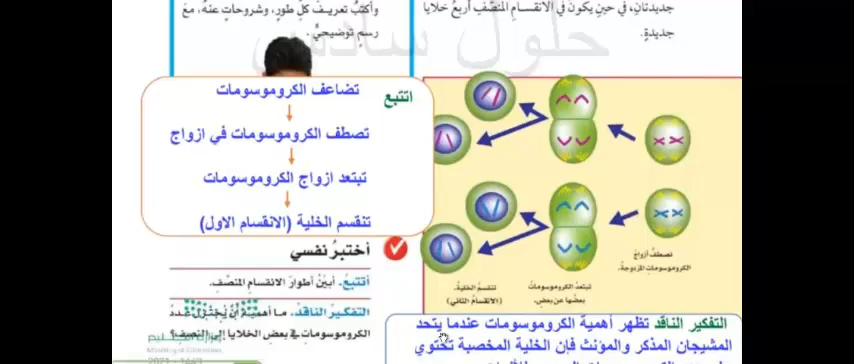 جديدتان، في حين يكون في الانقسام المنصف أربع خلايا
جديدة.
وأكتب تعريف كل طور، وشروحات عنه، مع
رسم توضيحي.
حلول سادس
اتتبع
تضاعف الكروموسومات
تصطف الكروموسومات في ازواج
تبتعد ازواج الكروموسومات
تنقسم الخلية (الانقسام الاول)
تصطف أزواج
الكروموسومات المزدوجة.
تبتعد الكروموسومات
بعضها عن بعض.
تنقسم الخلية.
(الانقسام الثاني)
أختبر نفسي
أتتبع. أبين أطوار الانقسام المنصف.
التفكير الناقد. ما أهمية أن يختزل عدد
الكروموسومات في بعض الخلايا إلى النصف؟
التفكير الناقد تظهر أهمية الكروموسومات عندما يتحد
المشيجان المذكر والمؤنث فإن الخلية المخصبة تحتوي